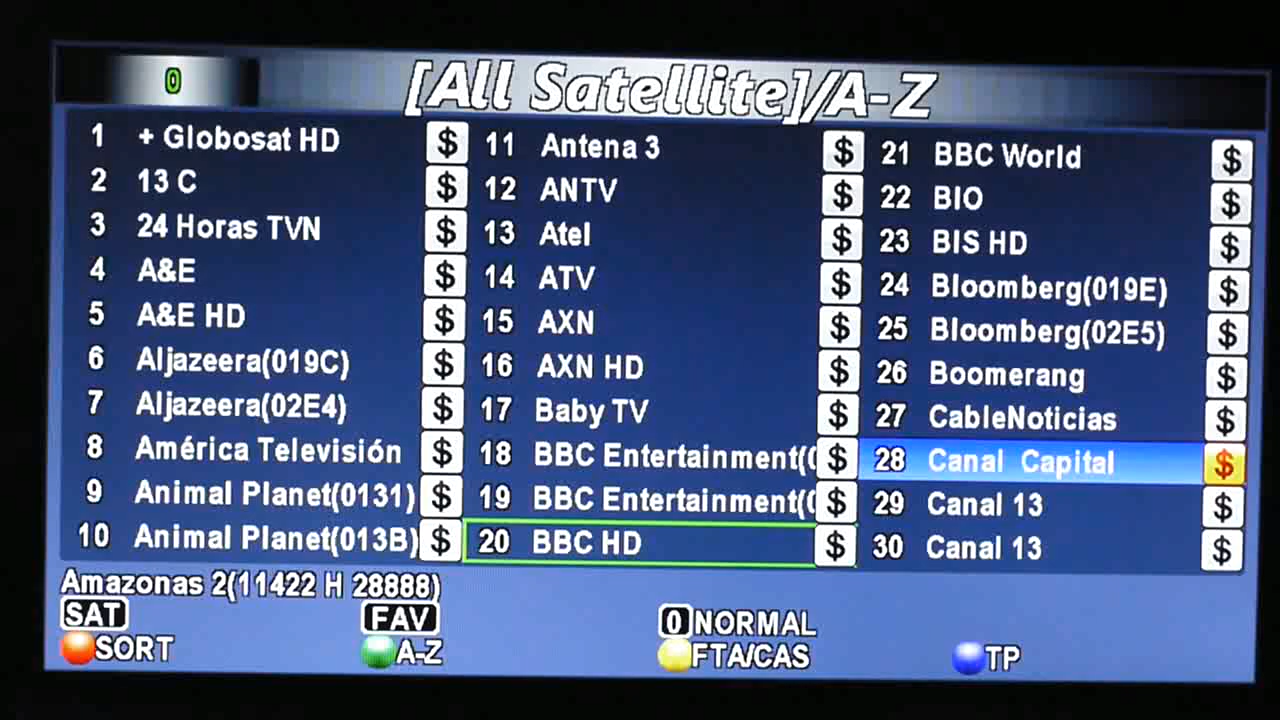 0
[All Satellite]/A-Z
1 + Globosat HD $
2 13 C $
3 24 Horas TVN $
4 A&E $
5 A&E HD $
6 Aljazeera(019C) $
7 Aljazeera(02E4) $
8 América Televisión $
9 Animal Planet(0131) $
10 Animal Planet(013B) $
11 Antena 3 $
12 ANTV $
13 Atel $
14 ATV $
15 AXN $
16 AXN HD $
17 Baby TV $
18 BBC Entertainment( $
19 BBC Entertainment( $
20 BBC HD $
21 BBC World $
22 BIO $
23 BIS HD $
24 Bloomberg(019E) $
25 Bloomberg(02E5) $
26 Boomerang $
27 CableNoticias $
28 Canal Capital $
29 Canal 13 $
30 Canal 13 $
Amazonas 2(11422 H 28888)
SAT FAV 0 NORMAL
SORT A-Z FTA/CAS TP